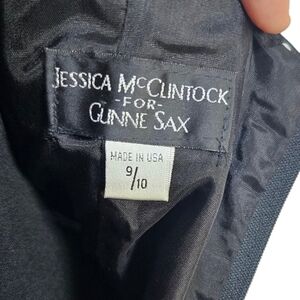 JESSICA McCLINTOCK
-FOR-
GUNNE SAX
MADE IN USA
9/10